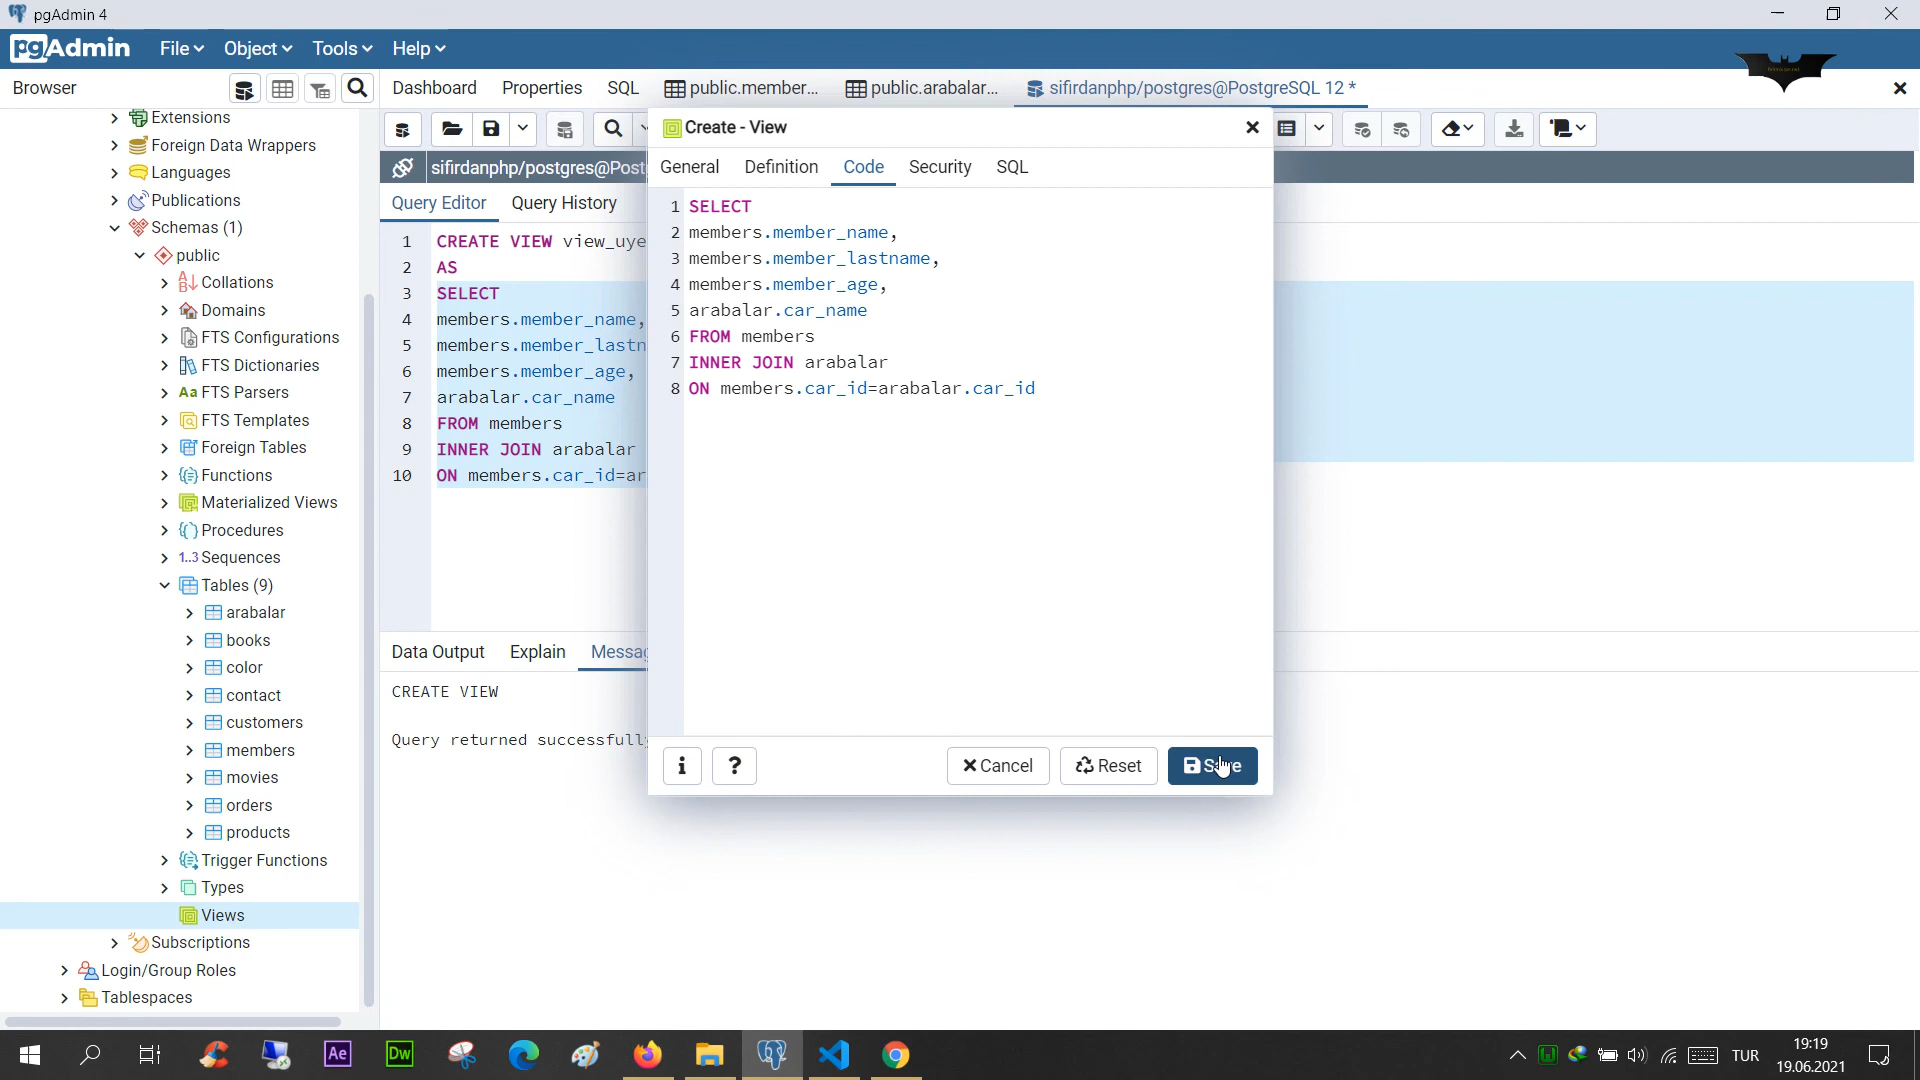 pgAdmin 4
pgAdmin File Object Tools Help
Browser
Dashboard Properties SQL public.member... public.arabalar... sifirdanphp/postgres@PostgreSQL 12 *
Extensions
Foreign Data Wrappers
Languages
Publications
Schemas (1)
public
Collations
Domains
FTS Configurations
FTS Dictionaries
Aa FTS Parsers
FTS Templates
Foreign Tables
Functions
Materialized Views
Procedures
1..3 Sequences
Tables (9)
arabalar
books
color
contact
customers
members
movies
orders
products
Trigger Functions
Types
Views
Subscriptions
Login/Group Roles
Tablespaces
sifirdanphp/postgres@Post
Query Editor Query History
1 CREATE VIEW view_uye
2 AS
3 SELECT
4 members.member_name,
5 members.member_lastn
6 members.member_age,
7 arabalar.car_name
8 FROM members
9 INNER JOIN arabalar
10 ON members.car_id=ar
Data Output Explain Messag
CREATE VIEW
Query returned successfully
Create - View
General Definition Code Security SQL
1 SELECT
2 members.member_name,
3 members.member_lastname,
4 members.member_age,
5 arabalar.car_name
6 FROM members
7 INNER JOIN arabalar
8 ON members.car_id=arabalar.car_id
i ? Cancel Reset Save
Ae Dw
TUR
19:19
19.06.2021